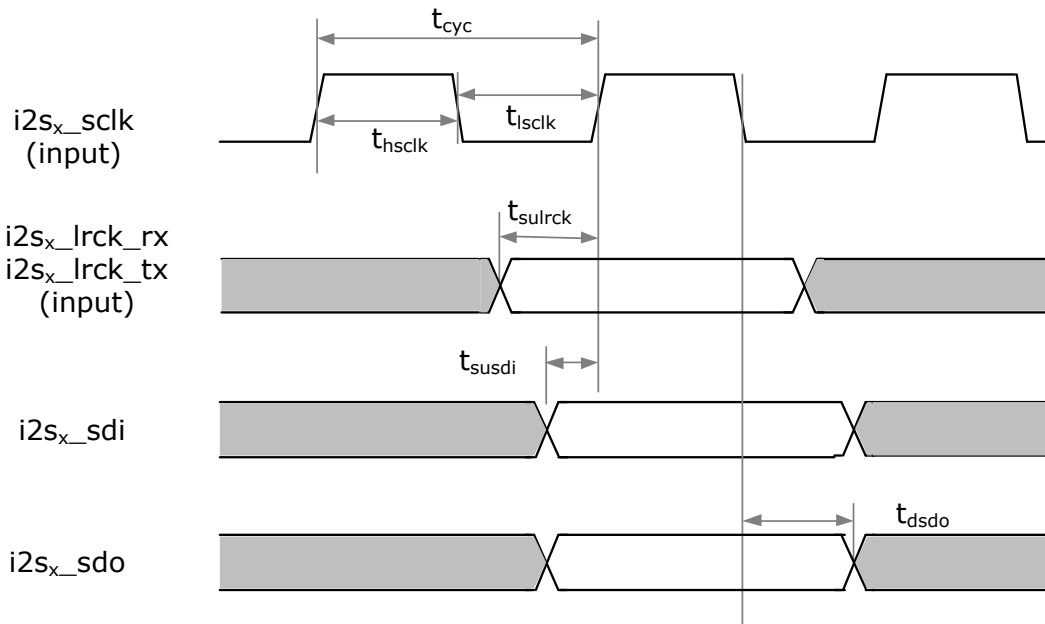 t_cyc
i2s_x_sclk
(input)
t_hsclk
t_lsclk
t_sulrck
i2s_x_lrck_rx
i2s_x_lrck_tx
(input)
t_susdi
i2s_x_sdi
t_dsdo
i2s_x_sdo